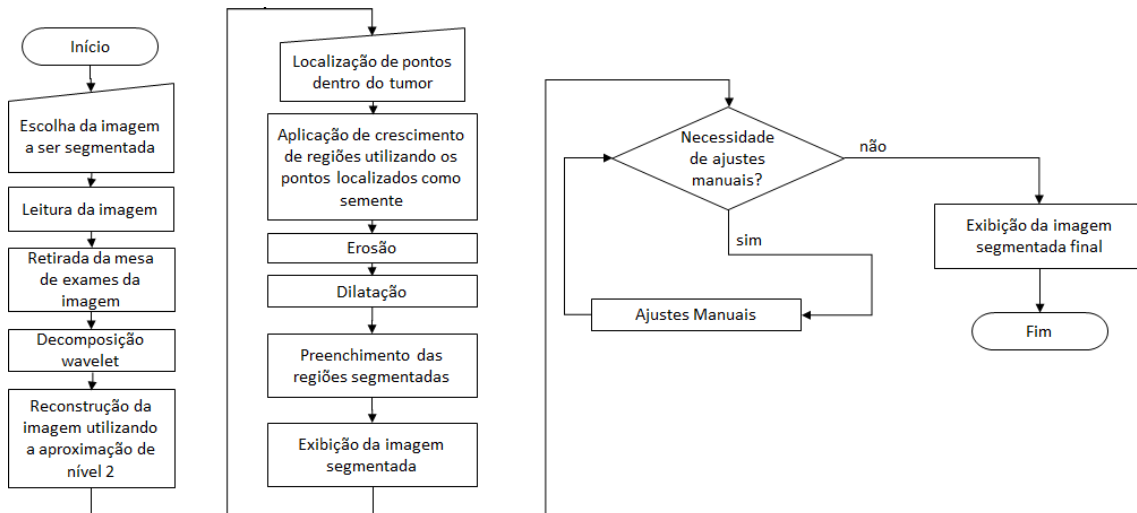 Início
Escolha da imagem
a ser segmentada
Leitura da imagem
Retirada da mesa
de exames da
imagem
Decomposição
wavelet
Reconstrução da
imagem utilizando
a aproximação de
nível 2
Localização de pontos
dentro do tumor
Aplicação de crescimento
de regiões utilizando os
pontos localizados como
semente
Erosão
Dilatação
Preenchimento das
regiões segmentadas
Exibição da imagem
segmentada
Necessidade
de ajustes
manuais?
não
sim
Ajustes Manuais
Exibição da imagem
segmentada final
Fim